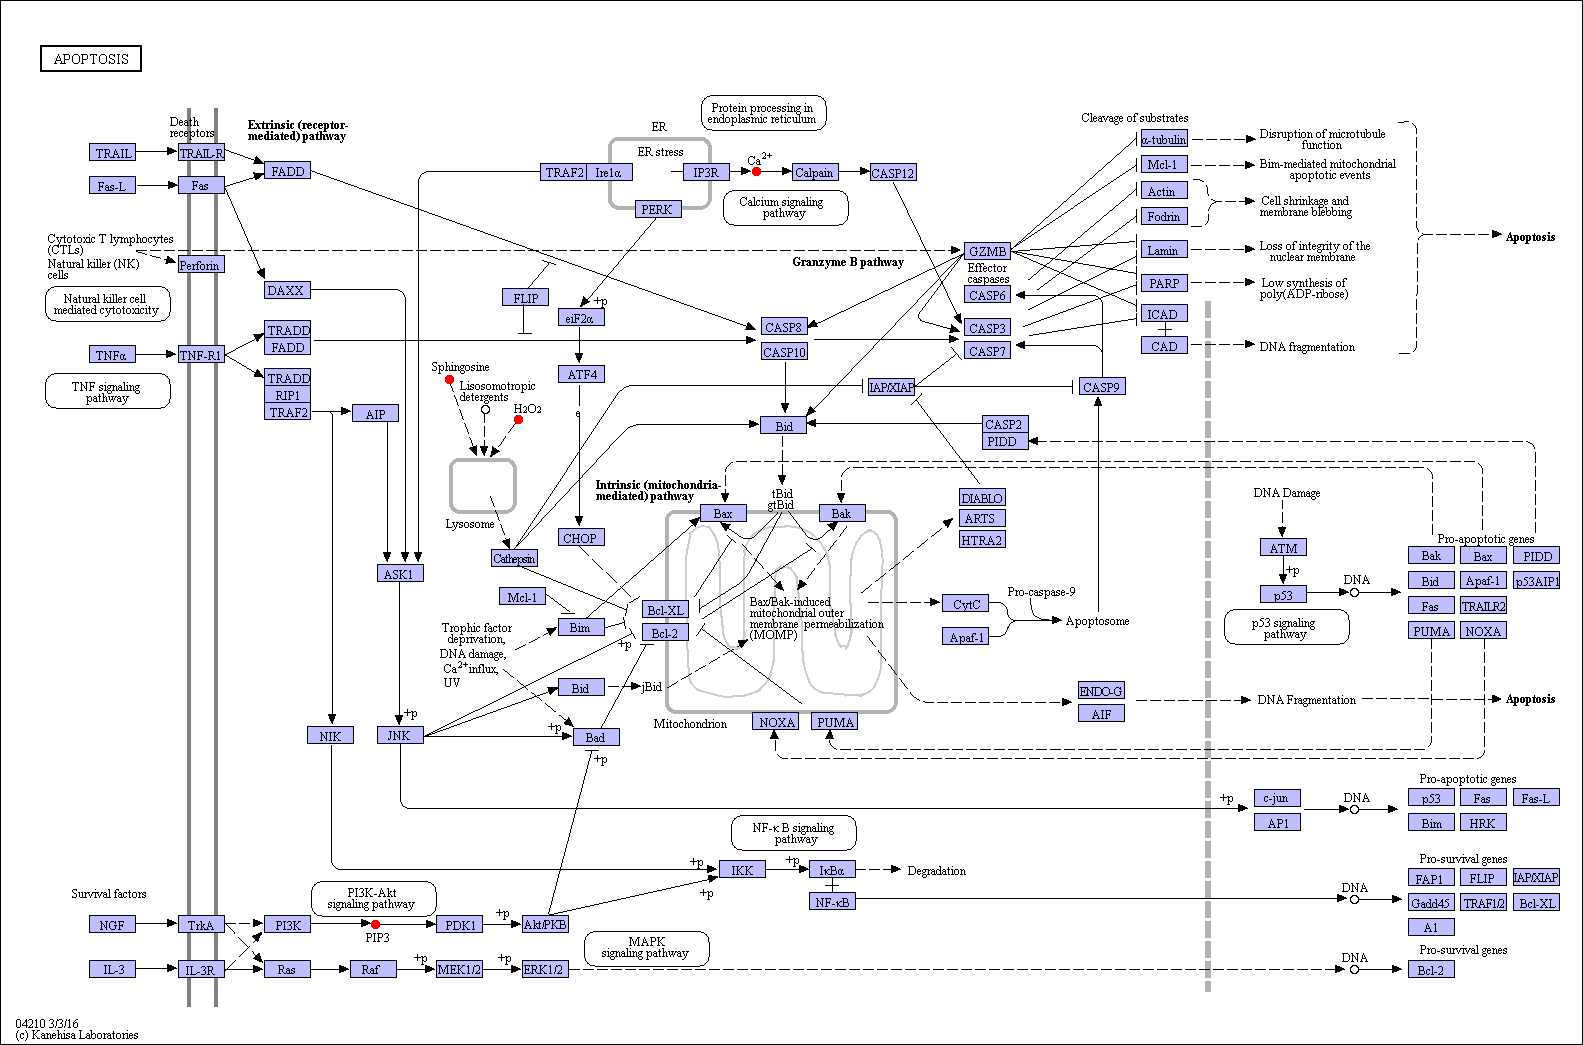 APOPTOSIS
Death
receptors
Extrinsic (receptor-
mediated) pathway
TRAIL
TRAIL-R
FADD
Fas-L
Fas
Cytotoxic T lymphocytes
(CTLs)
Natural killer (NK)
cells
Perforin
Natural killer cell
mediated cytotoxicity
DAXX
TRADD
FADD
TNFα
TNF-R1
TNF signaling
pathway
TRADD
RIP1
TRAF2
AIP
ER
ER stress
Protein processing in
endoplasmic reticulum
TRAF2
Ire1α
IP3R
Ca2+
Calpain
CASP12
PERK
Calcium signaling
pathway
Granzyme B pathway
GZMB
Effector
caspases
CASP6
CASP3
CASP7
FLIP
+p
eiF2α
ATF4
e
CHOP
CASP8
CASP10
IAP/XIAP
CASP9
Bid
CASP2
PIDD
Cleavage of substrates
α-tubulin
Mcl-1
Actin
Fodrin
Lamin
PARP
ICAD
CAD
Disruption of microtubule
function
Bim-mediated mitochondrial
apoptotic events
Cell shrinkage and
membrane blebbing
Loss of integrity of the
nuclear membrane
Low synthesis of
poly(ADP-ribose)
DNA fragmentation
Apoptosis
Sphingosine
Lisosomotropic
detergents
H2O2
Lysosome
Cathepsin
Intrinsic (mitochondria-
mediated) pathway
tBid
gtBid
Bax
Bak
DIABLO
ARTS
HTRA2
ASK1
Mcl-1
Bim
Trophic factor
deprivation,
DNA damage,
Ca2+ influx,
UV
+p
Bcl-XL
Bcl-2
Bax/Bak-induced
mitochondrial outer
membrane permeabilization
(MOMP)
CytC
Apaf-1
Pro-caspase-9
Apoptosome
Bid
jBid
Mitochondrion
NOXA
PUMA
ENDO-G
AIF
DNA Fragmentation
Apoptosis
DNA Damage
ATM
+p
p53
DNA
p53 signaling
pathway
Pro-apoptotic genes
Bak
Bax
PIDD
Bid
Apaf-1
p53AIP1
Fas
TRAILR2
PUMA
NOXA
NIK
+p
JNK
+p
Bad
+p
+p
c-jun
AP1
DNA
Pro-apoptotic genes
p53
Fas
Fas-L
Bim
HRK
NF-κB signaling
pathway
+p
IKK
+p
IκBα
Degradation
NF-κB
+p
DNA
Pro-survival genes
FAP1
FLIP
IAP/XIAP
Gadd45
TRAF1/2
Bcl-XL
A1
Survival factors
PI3K-Akt
signaling pathway
NGF
TrkA
PI3K
PIP3
PDK1
+p
Akt/PKB
MAPK
signaling pathway
IL-3
IL-3R
Ras
Raf
+p
MEK1/2
+p
ERK1/2
DNA
Pro-survival genes
Bcl-2
04210 3/3/16
(c) Kanehisa Laboratories